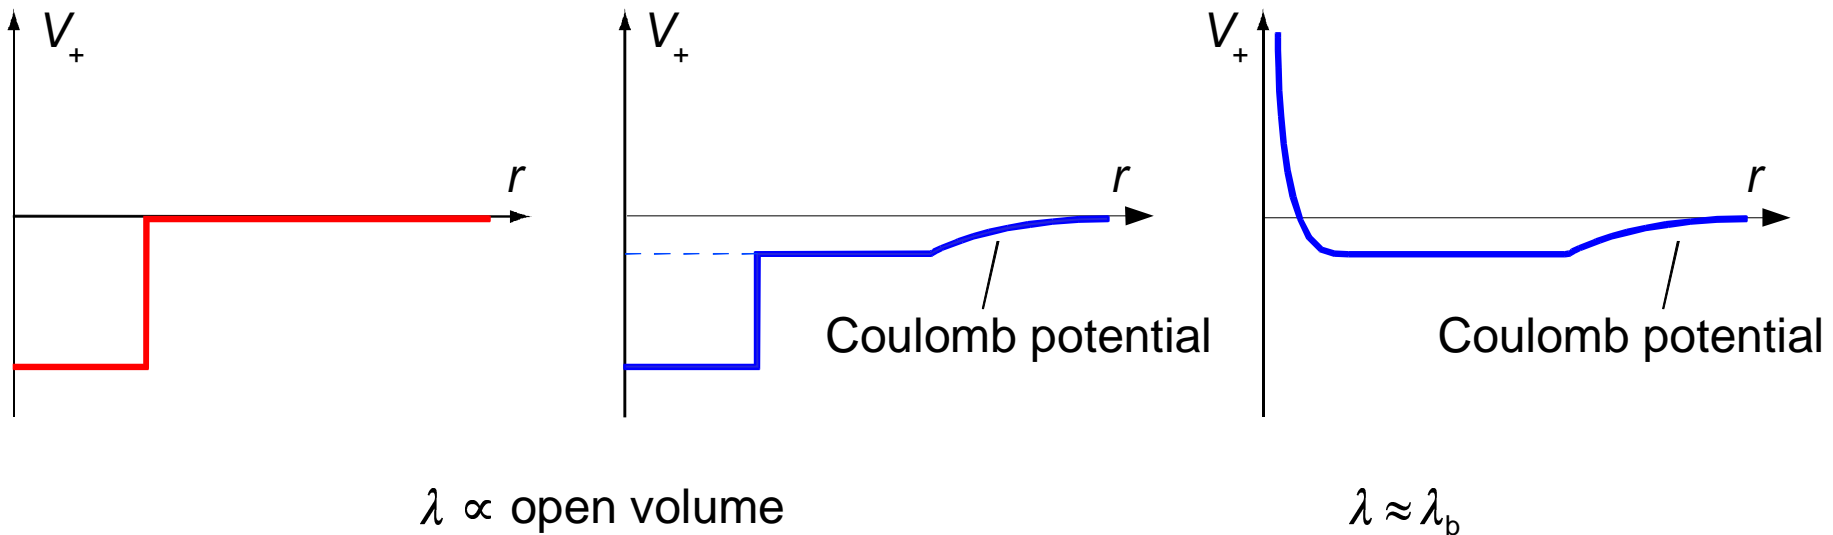 V₊
r
V₊
r
Coulomb potential
V₊
r
Coulomb potential
λ ∝ open volume
λ ≈ λb